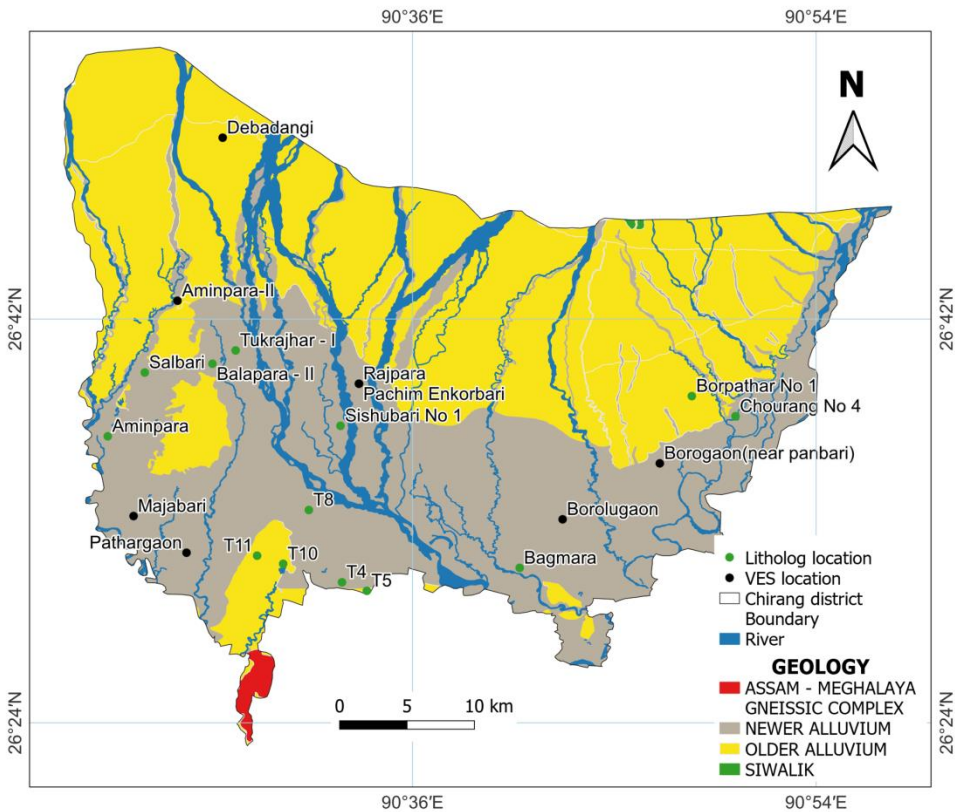 90°36′E
90°54′E
N
Debadangi
Aminpara-II
26°42′N
26°42′N
Tukrajhar - I
Salbari
Balapara - II
Rajpara
Pachim Enkorbari
Borpathar No 1
Sishubari No 1
Chourang No 4
Aminpara
Borogaon(near panbari)
T8
Majabari
Borolugaon
Pathargaon
T11
T10
Bagmara
T4
T5
Litholog location
VES location
Chirang district
Boundary
River
GEOLOGY
ASSAM - MEGHALAYA
GNEISSIC COMPLEX
NEWER ALLUVIUM
OLDER ALLUVIUM
SIWALIK
0 5 10 km
26°24′N
26°24′N
90°36′E
90°54′E